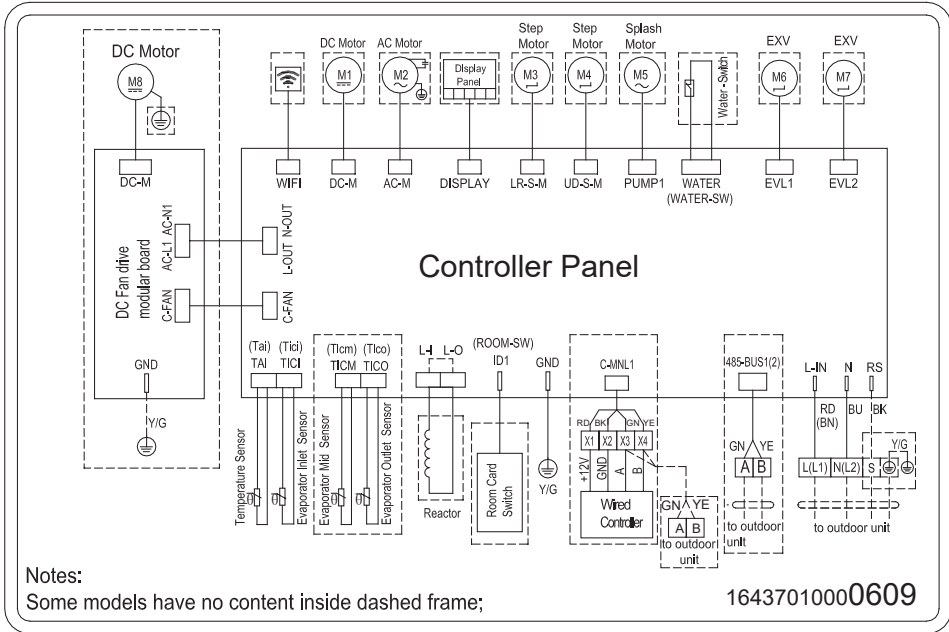 DC Motor
M8
DC-M
DC Fan drive
modular board
AC-L1 AC-N1
C-FAN
GND
Y/G
DC Motor
AC Motor
Step
Motor
Step
Motor
Splash
Motor
EXV
EXV
M1
M2
DIsplay
Panel
M3
M4
M5
Water -Switch
M6
M7
WIFI
DC-M
AC-M
DISPLAY
LR-S-M
UD-S-M
PUMP1
WATER
(WATER-SW)
EVL1
EVL2
L-OUT N-OUT
C-FAN
Controller Panel
(Tai)
TAI
(Tici)
TICI
(TIcm)
TICM
(TIco)
TICO
L-I
L-O
(ROOM-SW)
ID1
GND
C-MNL1
485-BUS1(2)
L-IN
N
RS
Temperature Sensor
Evaporator Inlet Sensor
Evaporator Mid Sensor
Evaporator Outlet Sensor
Reactor
Room Card
Switch
Y/G
RD
BK
GN
YE
X1
X2
X3
X4
+12V
GND
A
B
Wired
Controller
GN
YE
A
B
to outdoor
unit
GN
YE
A
B
to outdoor
unit
RD
(BN)
BU
BK
Y/G
L(L1)
N(L2)
S
to outdoor unit
Notes:
Some models have no content inside dashed frame;
16437010000609